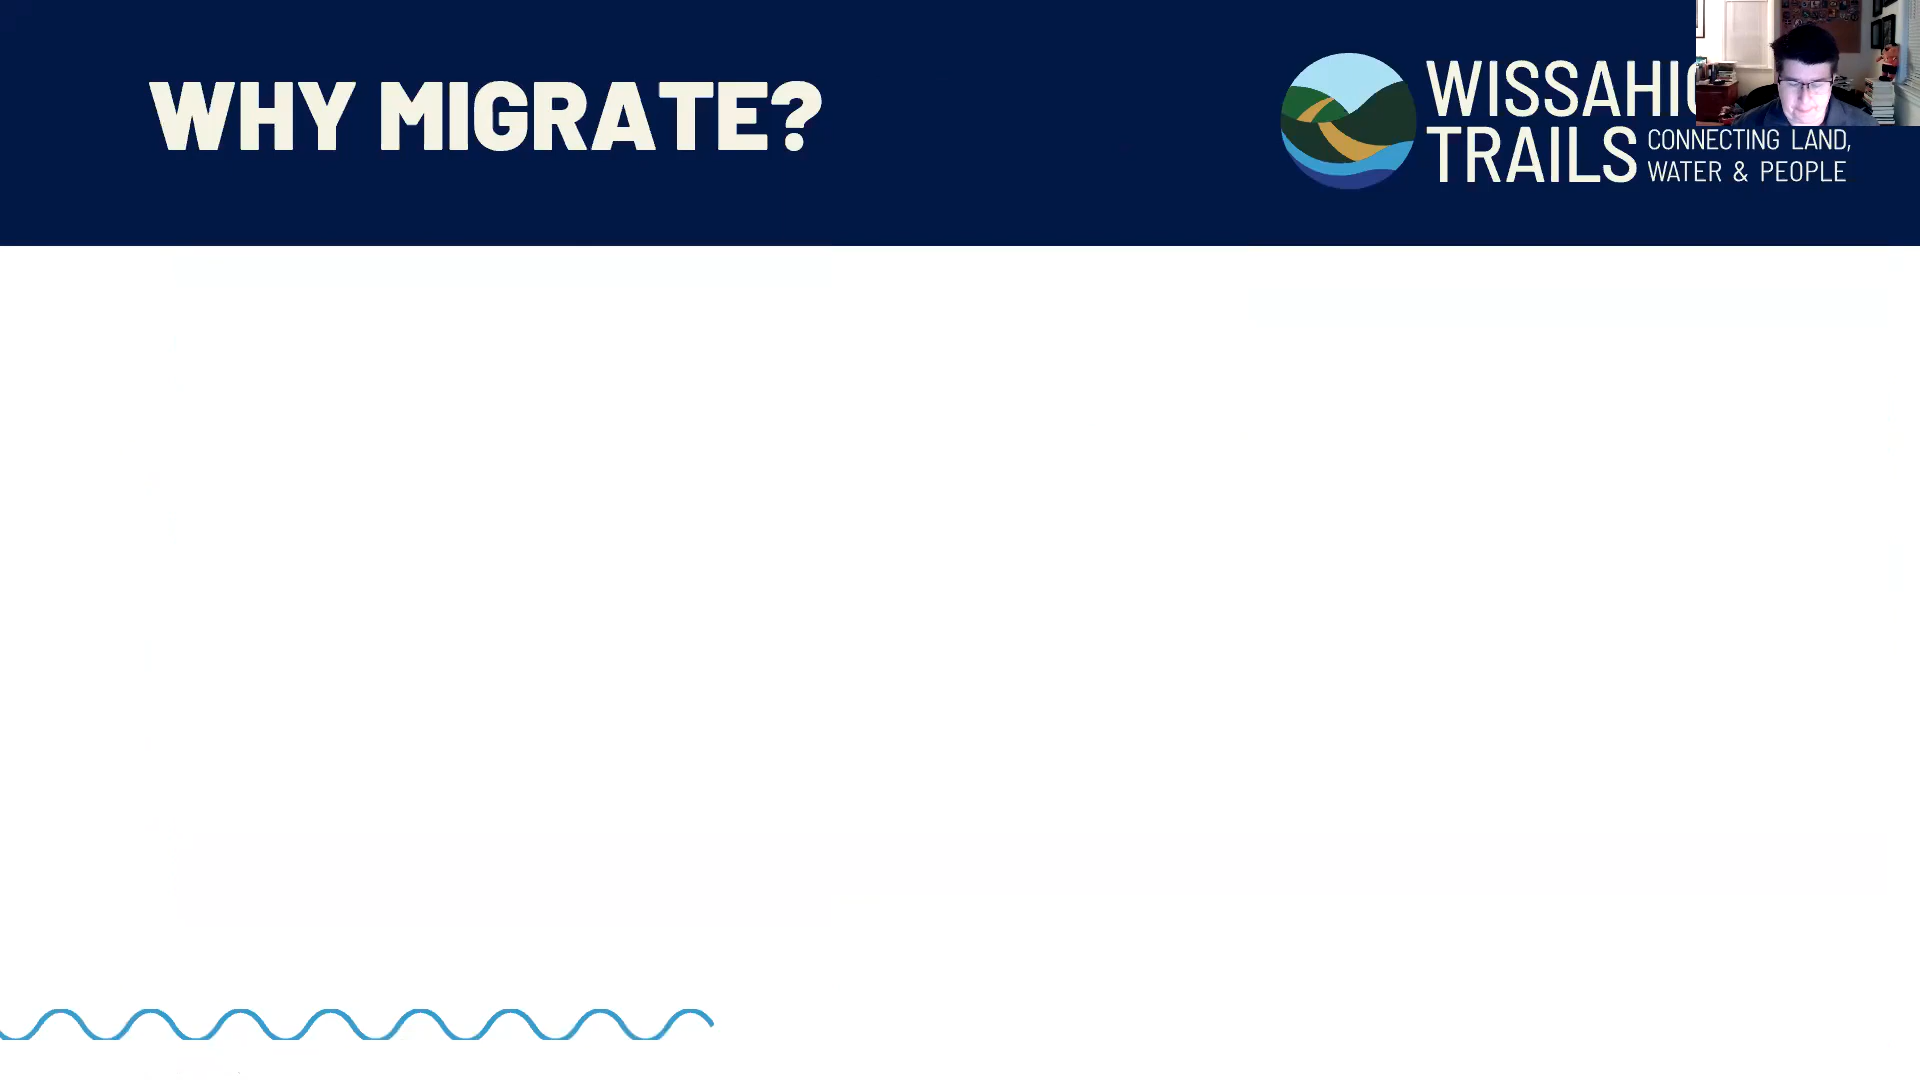 WHY MIGRATE?
WISSAHIC
TRAILS
CONNECTING LAND,
WATER & PEOPLE